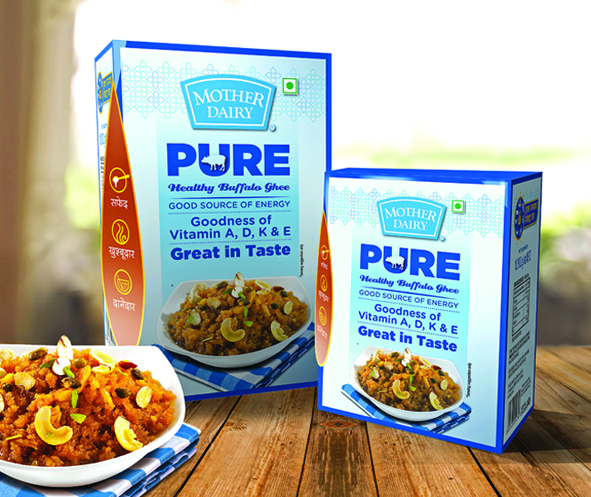 MOTHER
DAIRY
PURE
Healthy Buffalo Ghee
GOOD SOURCE OF ENERGY
Goodness of
Vitamin A, D, K & E
Great in Taste
सफेद
खुश्बूदार
दानेदार
MOTHER
DAIRY
PURE
Healthy Buffalo Ghee
GOOD SOURCE OF ENERGY
Goodness of
Vitamin A, D, K & E
Great in Taste